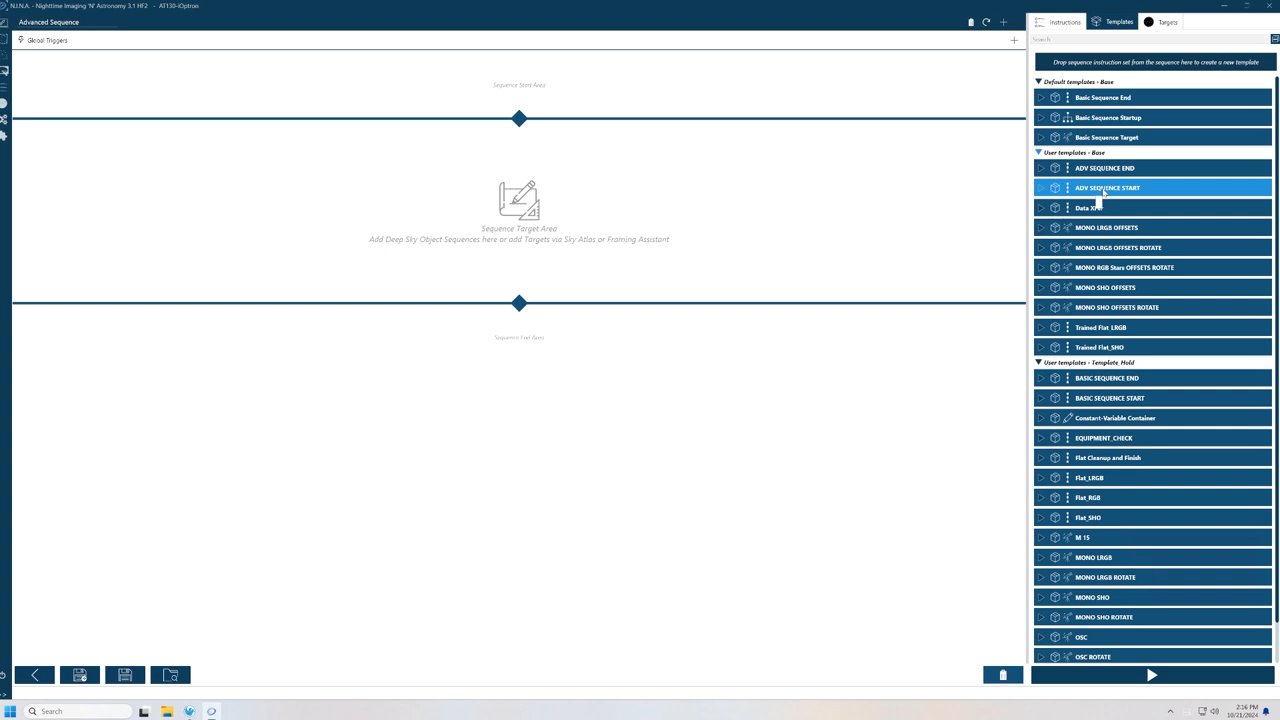 N.I.N.A. - Nighttime Imaging 'N' Astronomy 3.1 HF2 - AT130-iOptron
Advanced Sequence
Global Triggers
Sequence Start Area
Sequence Target Area
Add Deep Sky Object Sequences here or add Targets via Sky Atlas or Framing Assistant
Sequence End Area
Instructions
Templates
Targets
Search
Drop sequence instruction set from the sequence here to create a new template
Default templates - Base
Basic Sequence End
Basic Sequence Startup
Basic Sequence Target
User templates - Base
ADV SEQUENCE END
ADV SEQUENCE START
Data
MONO LRGB OFFSETS
MONO LRGB OFFSETS ROTATE
MONO RGB Stars OFFSETS ROTATE
MONO SHO OFFSETS
MONO SHO OFFSETS ROTATE
Trained Flat_LRGB
Trained Flat_SHO
User templates - Template_Hold
BASIC SEQUENCE END
BASIC SEQUENCE START
Constant-Variable Container
EQUIPMENT_CHECK
Flat Cleanup and Finish
Flat_LRGB
Flat_RGB
Flat_SHO
M 15
MONO LRGB
MONO LRGB ROTATE
MONO SHO
MONO SHO ROTATE
OSC
OSC ROTATE
Search
2:16 PM
10/21/2024